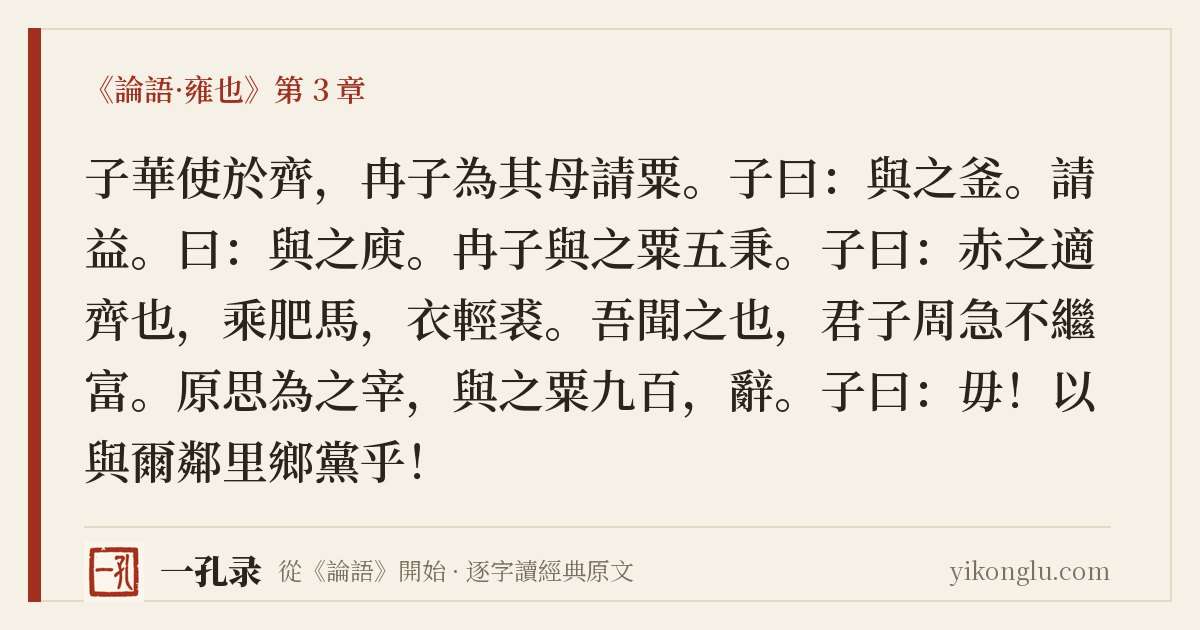 《論語·雍也》第 3 章
子華使於齊，冉子為其母請粟。子曰：與之釜。請
益。曰：與之庾。冉子與之粟五秉。子曰：赤之適
齊也，乘肥馬，衣輕裘。吾聞之也，君子周急不繼
富。原思為之宰，與之粟九百，辭。子曰：毋！以
與爾鄰里鄉黨乎！
一孔
一孔录 從《論語》開始 · 逐字讀經典原文 yikonglu.com